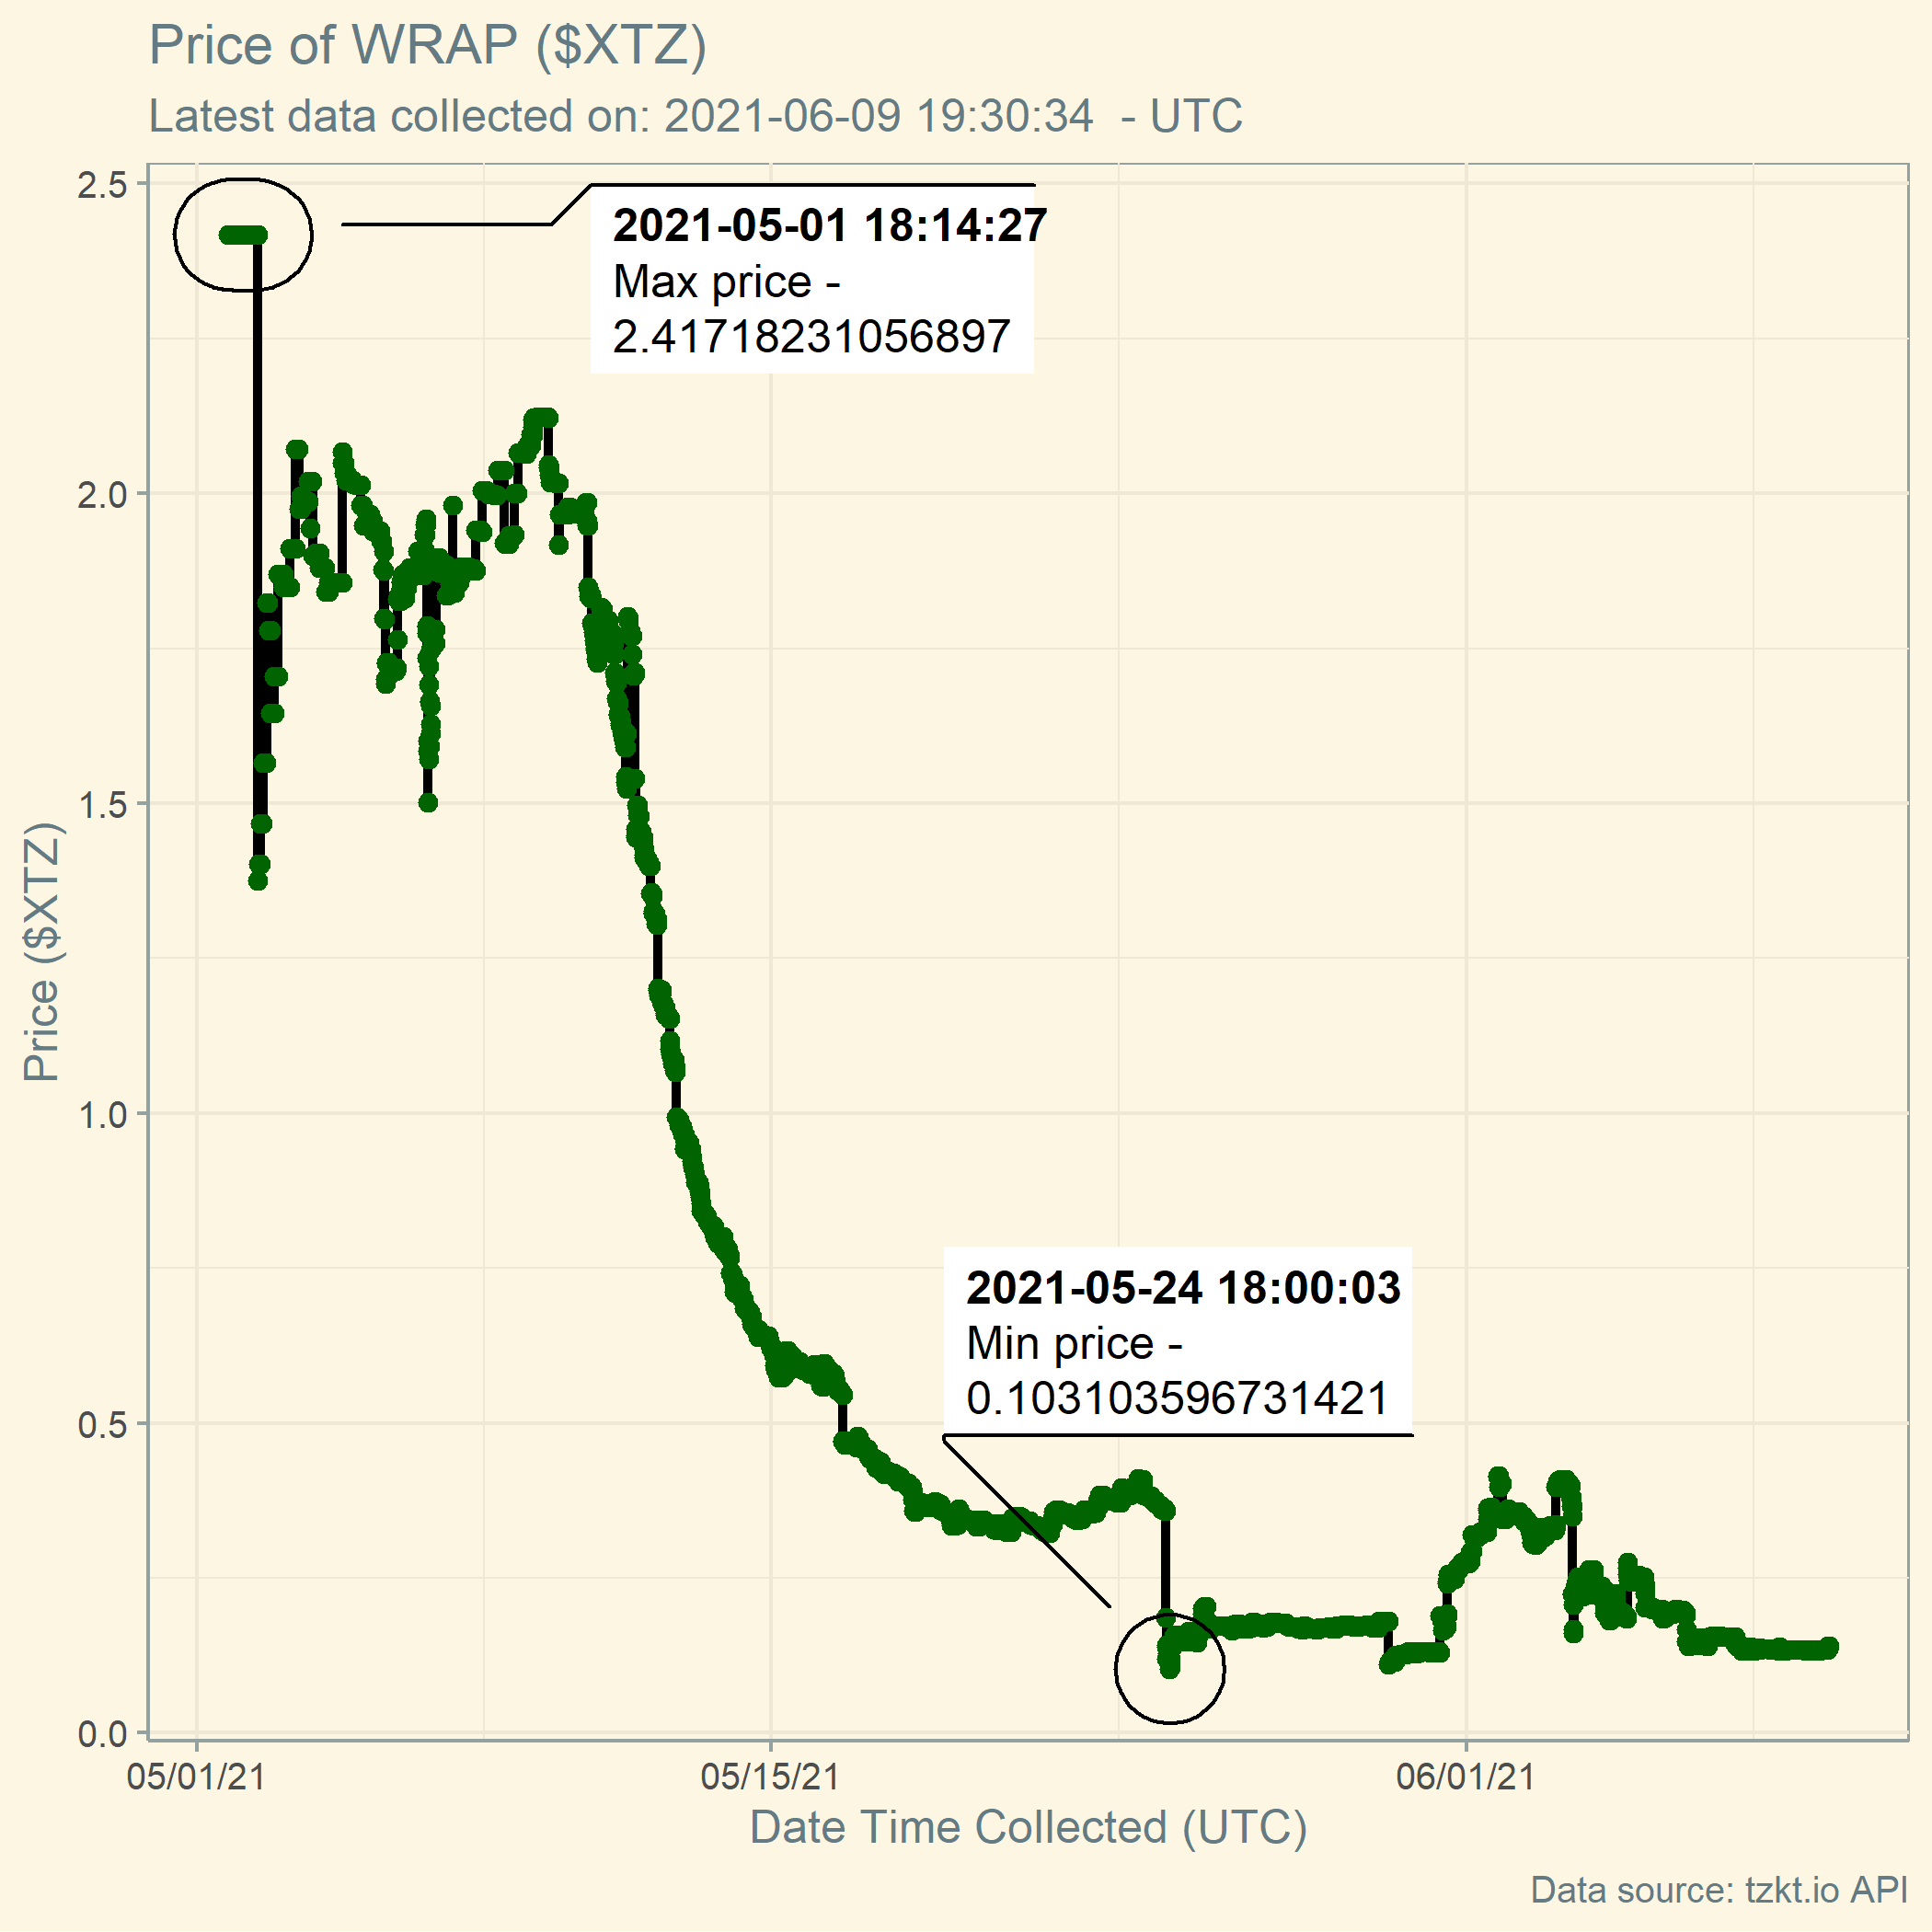 Price of WRAP ($XTZ)
Latest data collected on: 2021-06-09 19:30:34  - UTC
2.5
2.0
1.5
1.0
0.5
0.0
Price ($XTZ)
2021-05-01 18:14:27
Max price -
2.41718231056897
2021-05-24 18:00:03
Min price -
0.103103596731421
05/01/21
05/15/21
06/01/21
Date Time Collected (UTC)
Data source: tzkt.io API